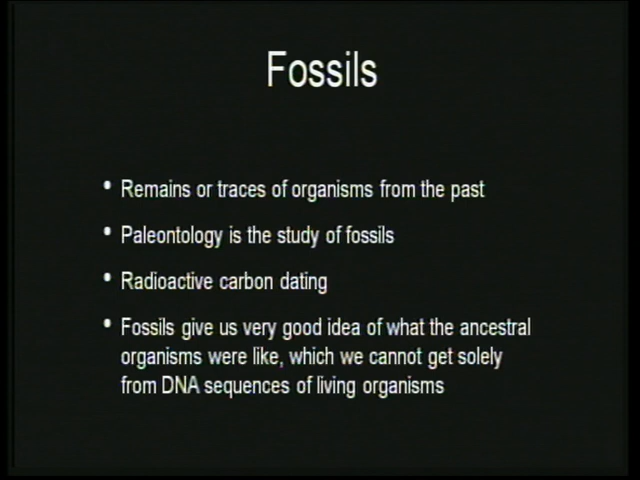 Fossils
• Remains or traces of organisms from the past
• Paleontology is the study of fossils
• Radioactive carbon dating
• Fossils give us very good idea of what the ancestral
organisms were like, which we cannot get solely
from DNA sequences of living organisms